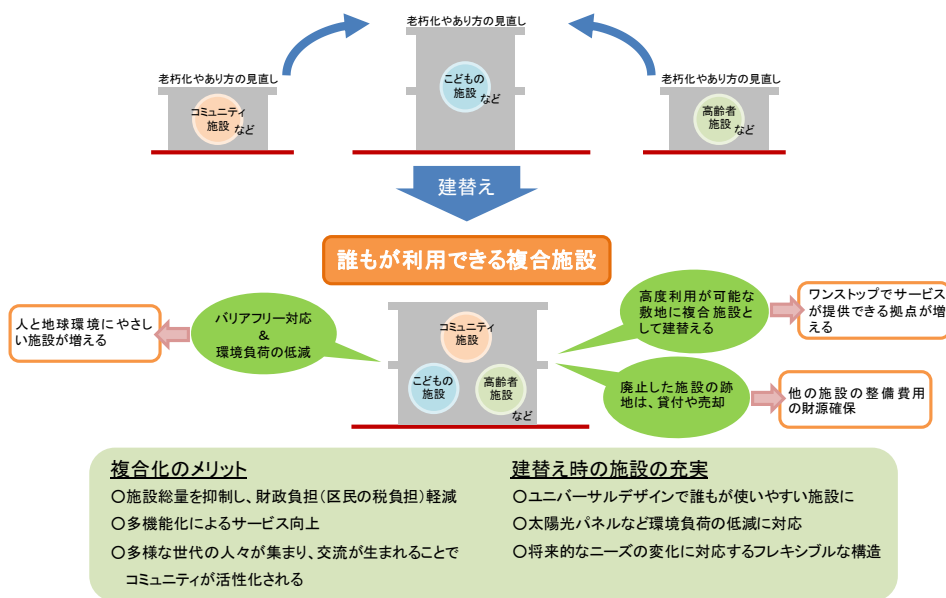 老朽化やあり方の見直し
老朽化やあり方の見直し
老朽化やあり方の見直し
こどもの
施設
など
コミュニティ
施設
など
高齢者
施設
など
建替え
誰もが利用できる複合施設
人と地球環境にやさし
い施設が増える
バリアフリー対応
&
環境負荷の低減
コミュニティ
施設
こどもの
施設
高齢者
施設
など
高度利用が可能な
敷地に複合施設と
して建替える
ワンストップでサービス
が提供できる拠点が増
える
廃止した施設の跡
地は、貸付や売却
他の施設の整備費用
の財源確保
複合化のメリット
〇施設総量を抑制し、財政負担(区民の税負担)軽減
〇多機能化によるサービス向上
〇多様な世代の人々が集まり、交流が生まれることで
コミュニティが活性化される
建替え時の施設の充実
〇ユニバーサルデザインで誰もが使いやすい施設に
〇太陽光パネルなど環境負荷の低減に対応
〇将来的なニーズの変化に対応するフレキシブルな構造